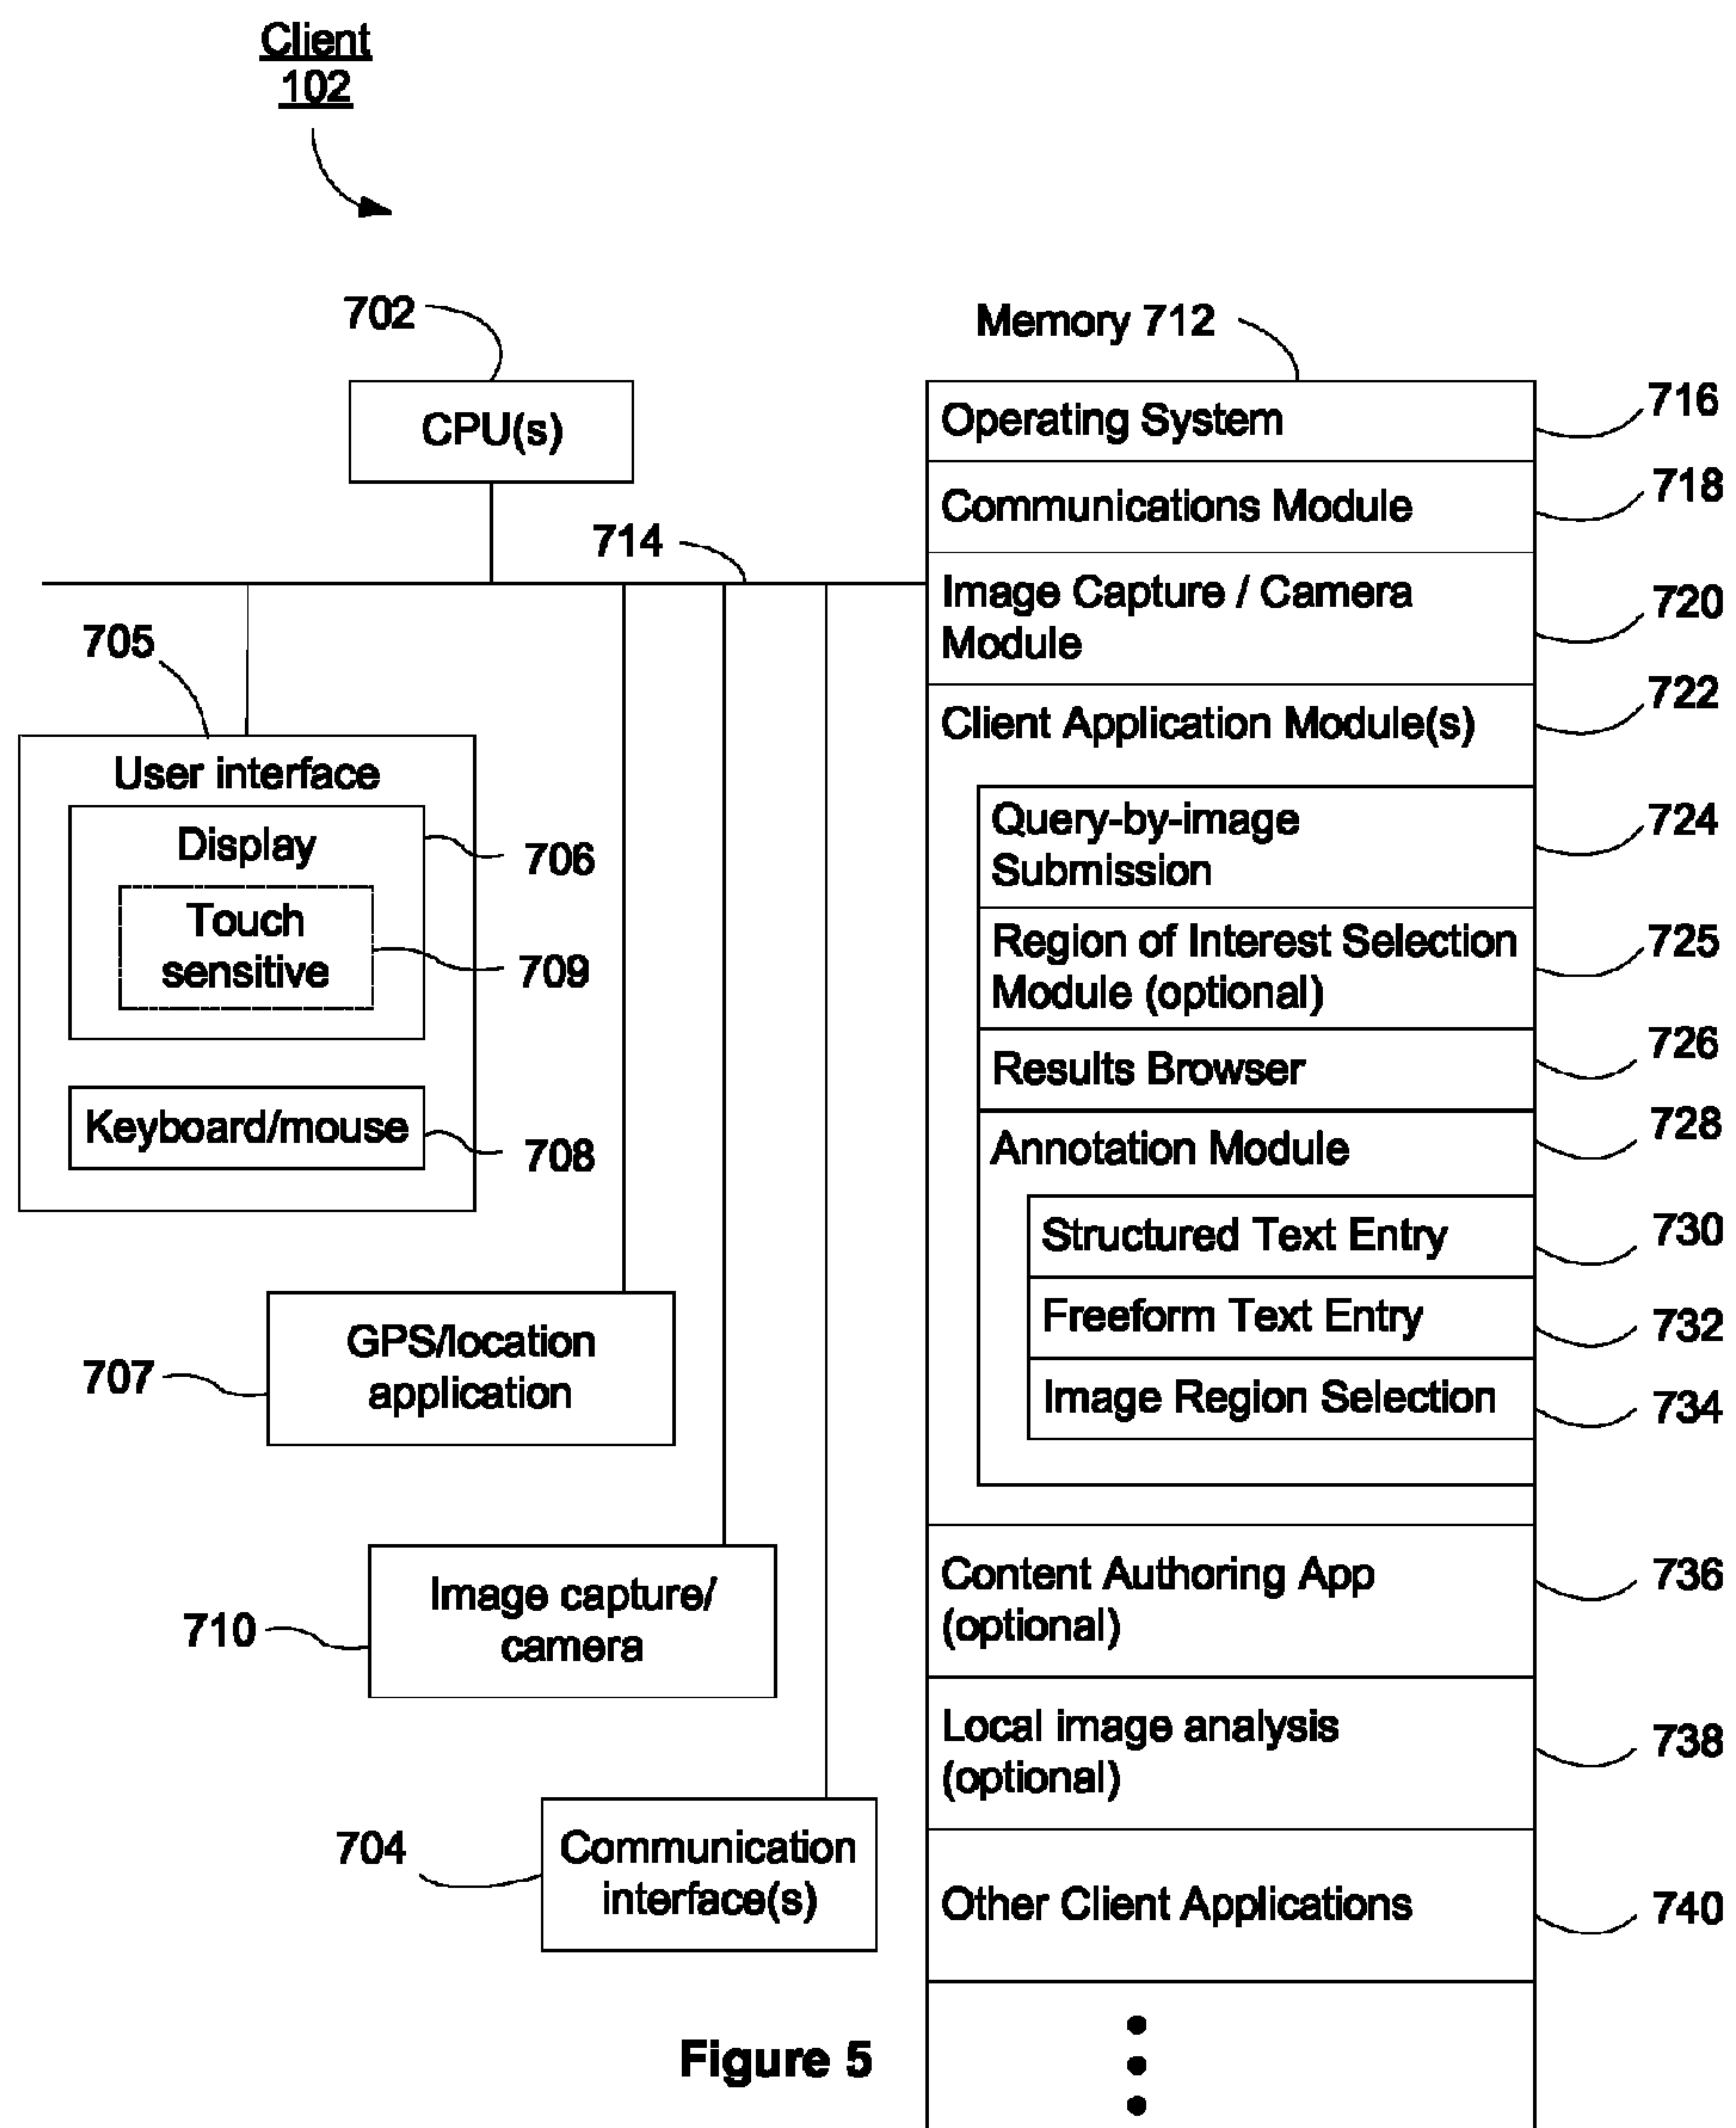 Client
102
702
CPU(s)
714
705
User interface
Display
706
Touch
sensitive
709
Keyboard/mouse
708
GPS/location
application
707
Image capture/
camera
710
Communication
interface(s)
704
Memory 712
Operating System
716
Communications Module
718
Image Capture / Camera
Module
720
Client Application Module(s)
722
Query-by-image
Submission
724
Region of Interest Selection
Module (optional)
725
Results Browser
726
Annotation Module
728
Structured Text Entry
730
Freeform Text Entry
732
Image Region Selection
734
Content Authoring App
(optional)
736
Local image analysis
(optional)
738
Other Client Applications
740
Figure 5